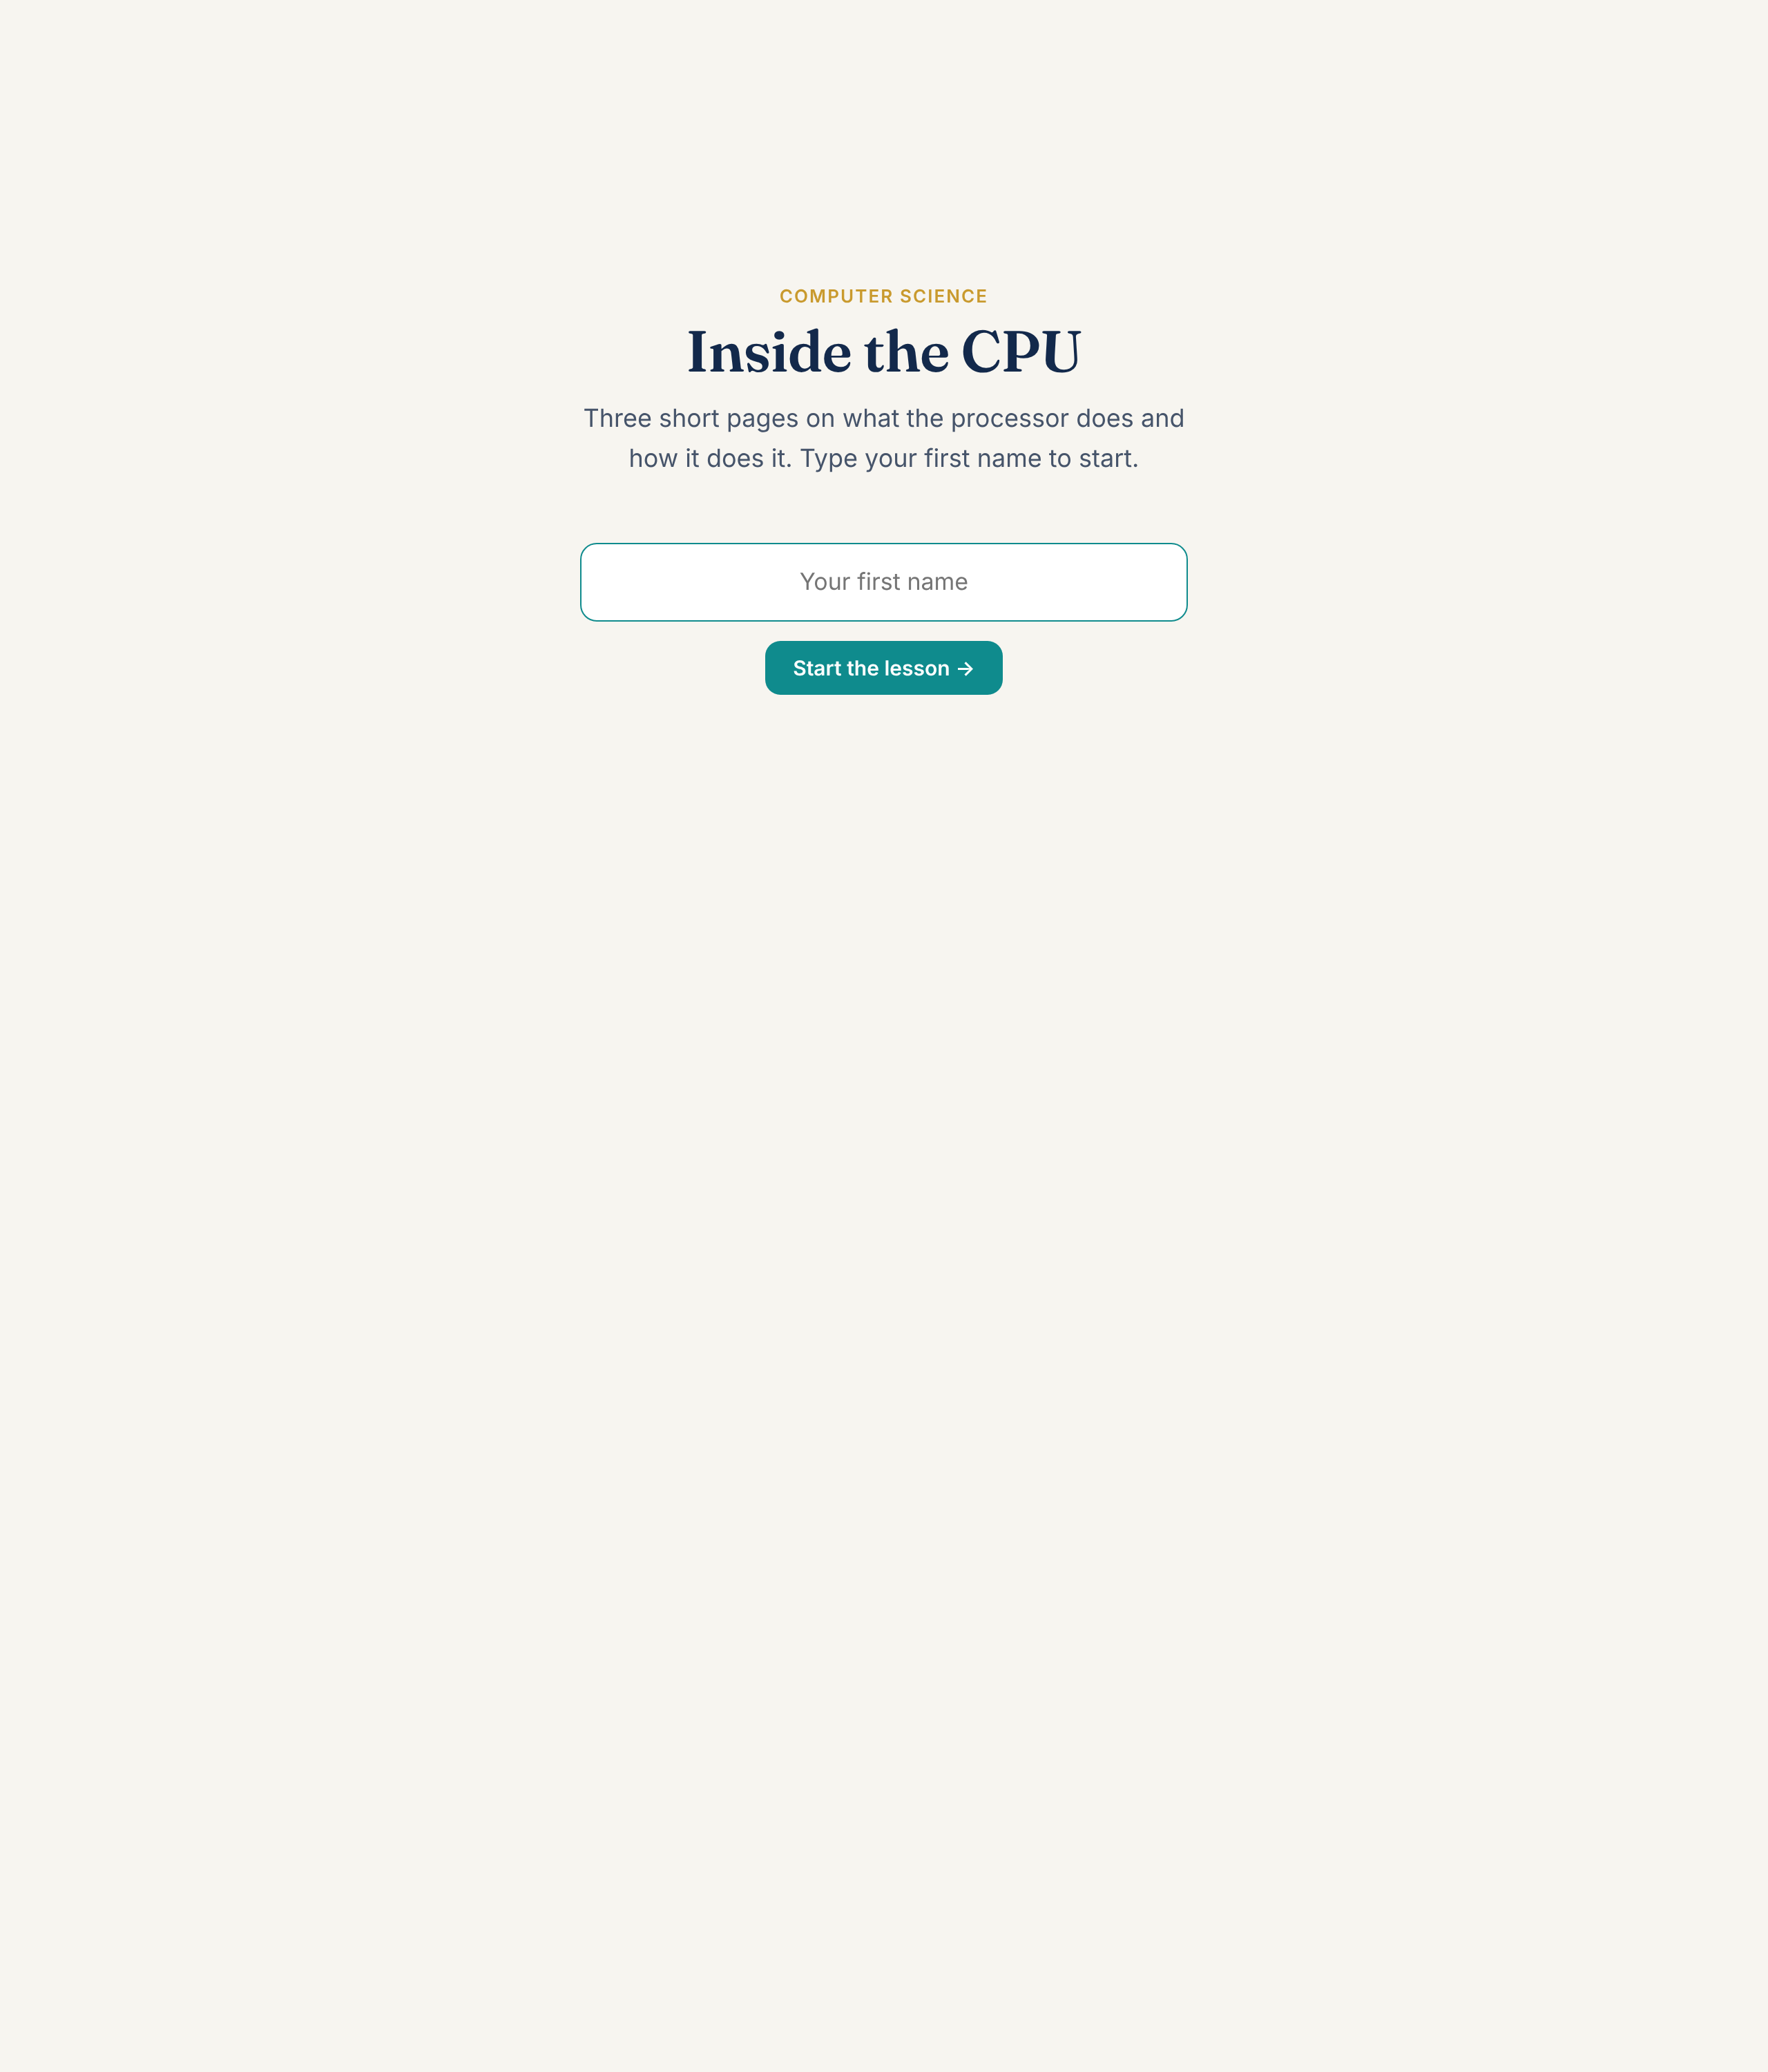 COMPUTER SCIENCE
Inside the CPU
Three short pages on what the processor does and
how it does it. Type your first name to start.
Your first name
Start the lesson →